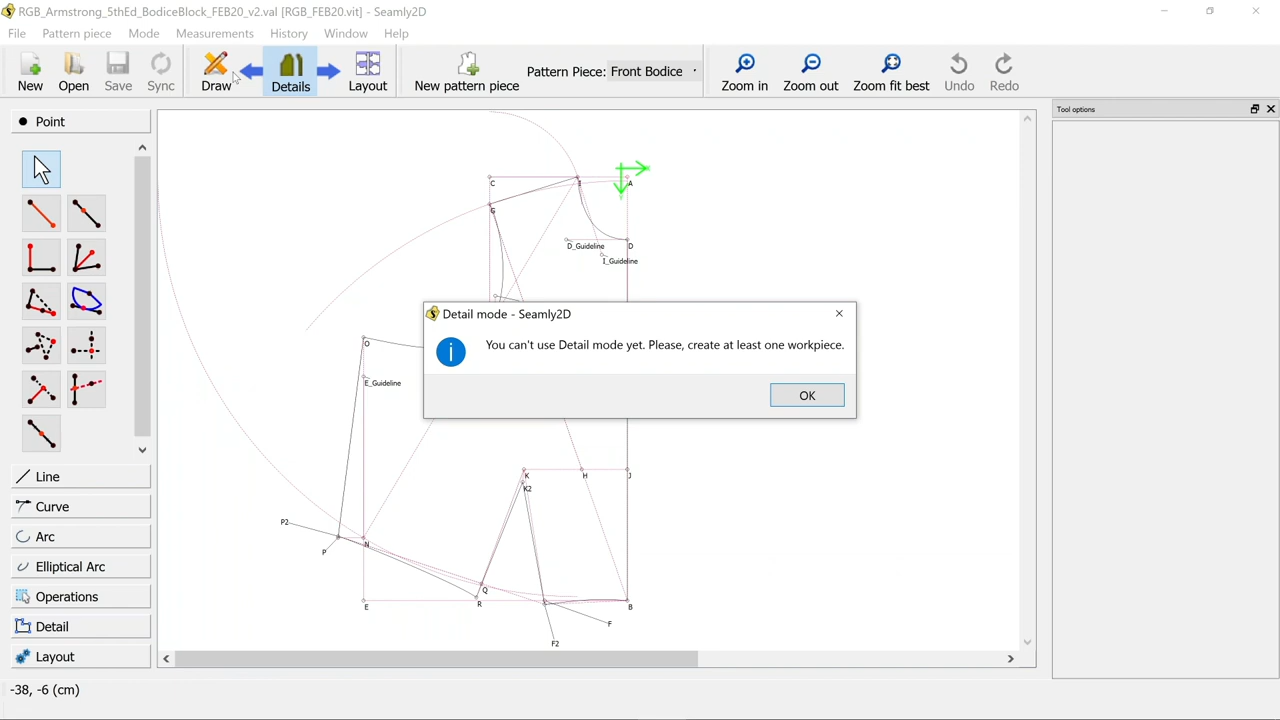 RGB_Armstrong_5thEd_BodiceBlock_FEB20_v2.val [RGB_FEB20.vit] - Seamly2D
File Pattern piece Mode Measurements History Window Help
New Open Save Sync Draw Details Layout New pattern piece Pattern Piece: Front Bodice Zoom in Zoom out Zoom fit best Undo Redo
Point
Tool options
C
I
A
G
D_Guideline
D
I_Guideline
Detail mode - Seamly2D
You can't use Detail mode yet. Please, create at least one workpiece.
OK
O
E_Guideline
K
H
J
K2
P2
P
N
Q
R
E
B
F
F2
Line
Curve
Arc
Elliptical Arc
Operations
Detail
Layout
-38, -6 (cm)